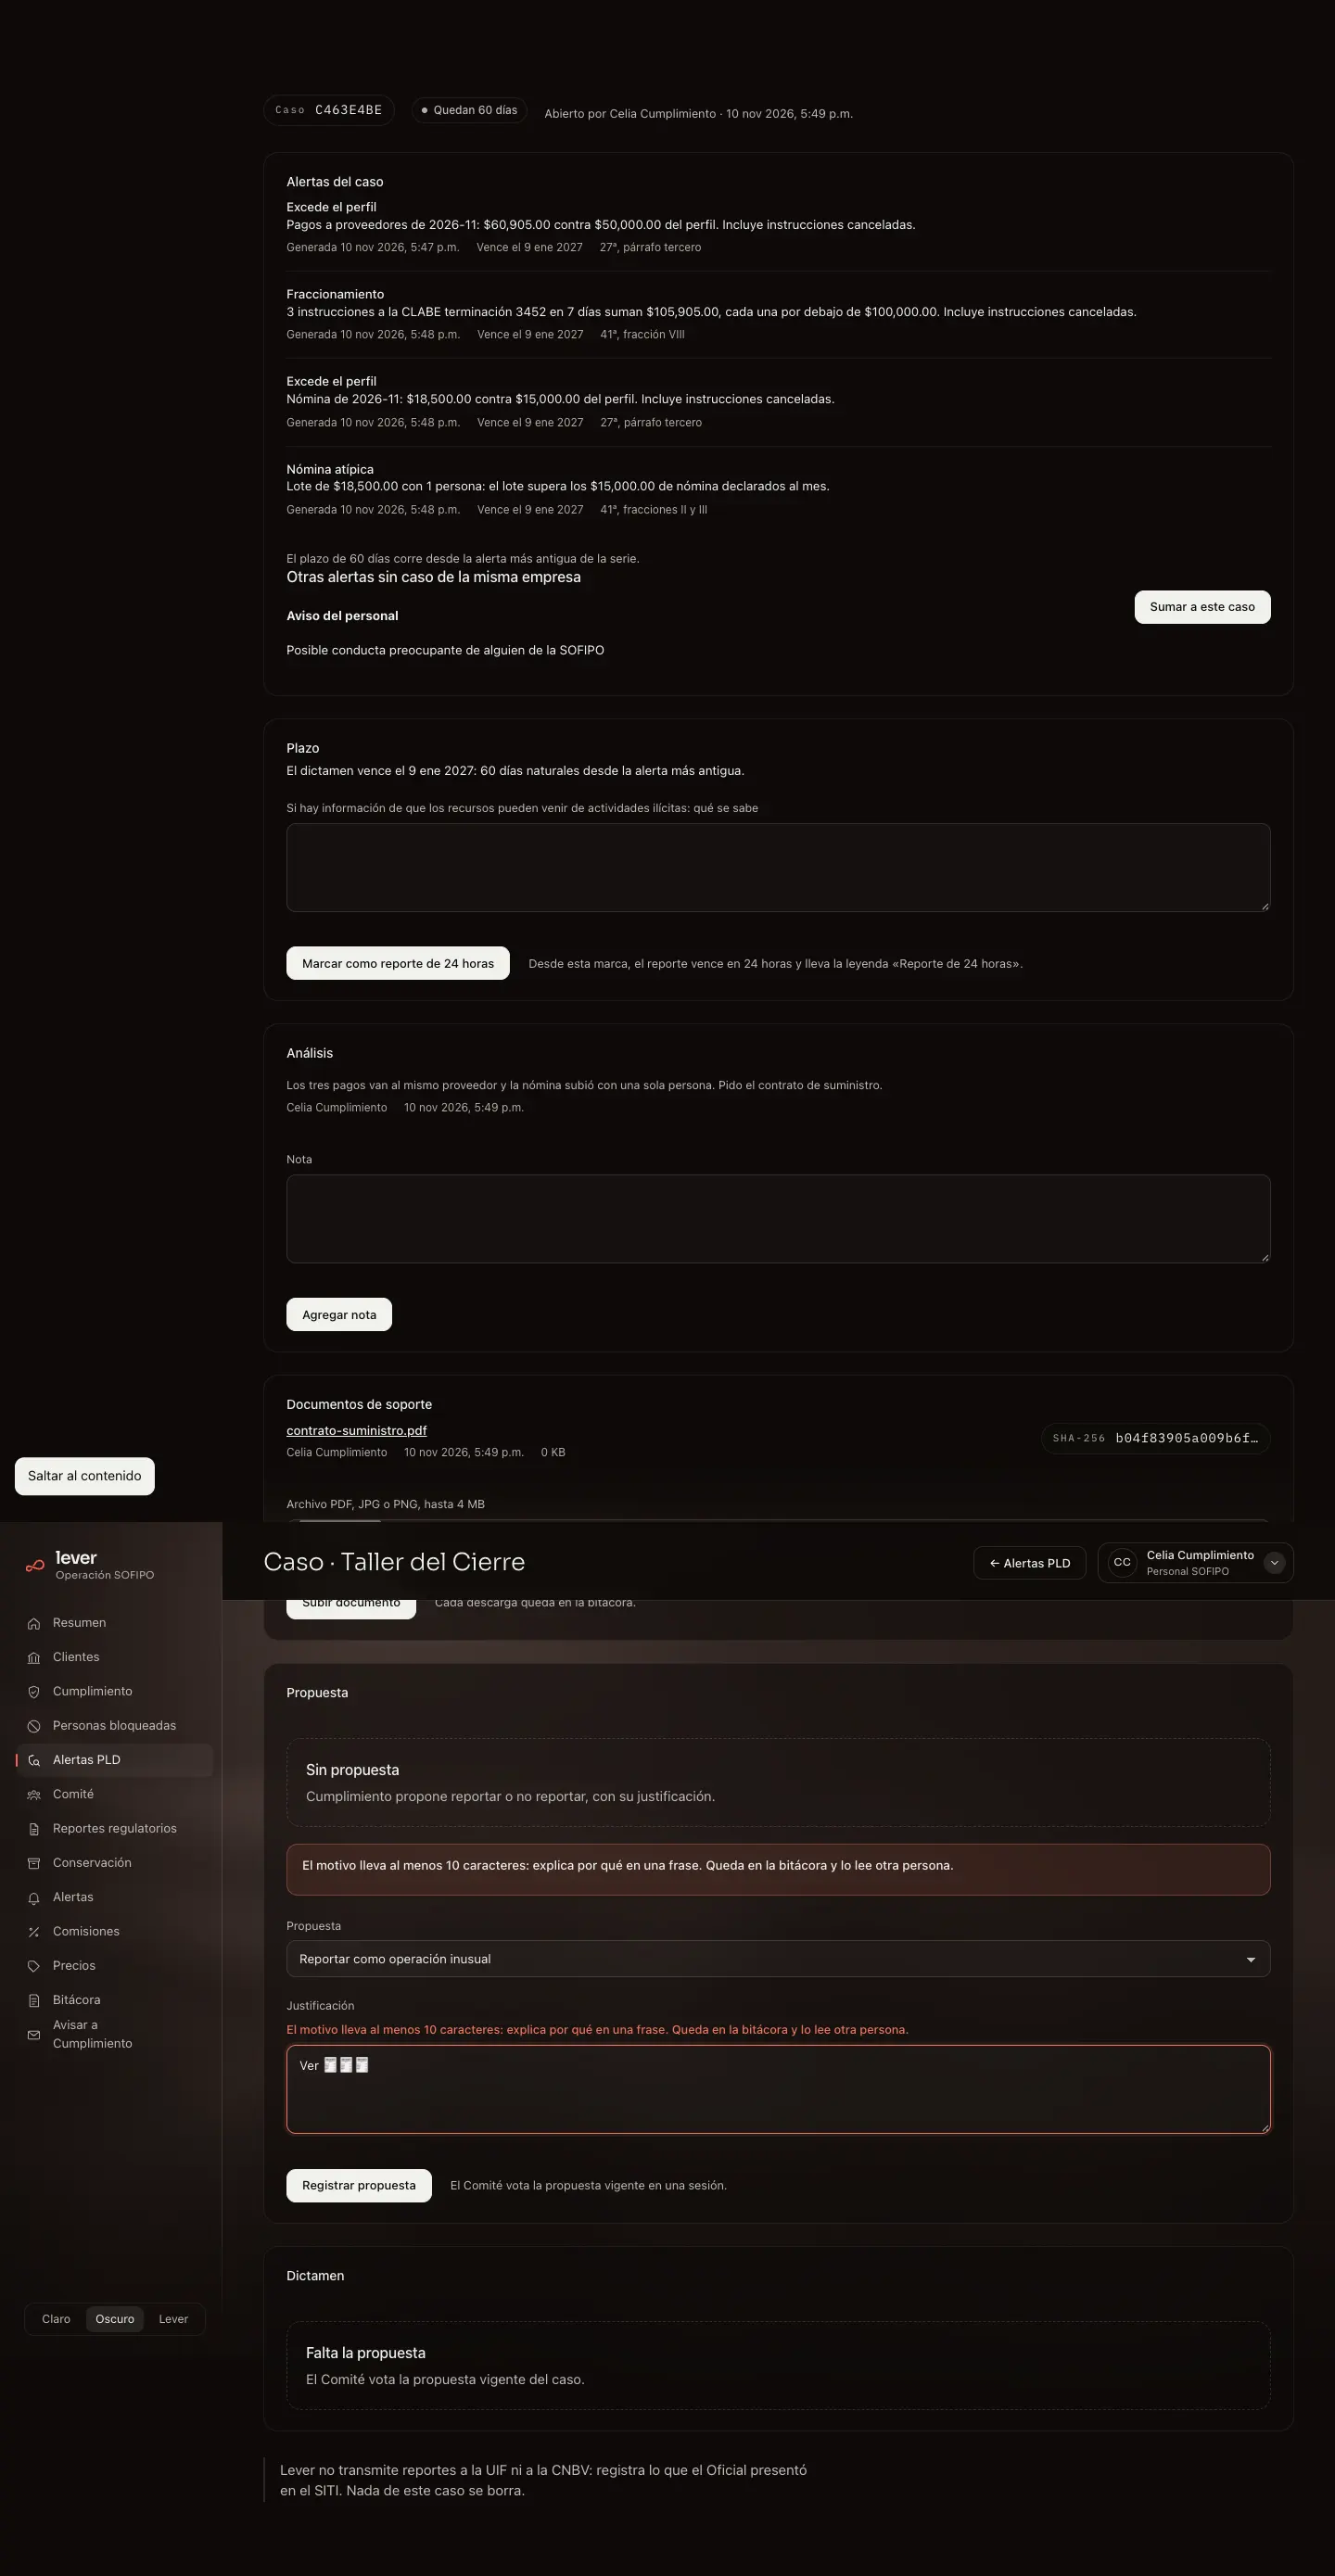 Caso C463E4BE
Quedan 60 días
Abierto por Celia Cumplimiento · 10 nov 2026, 5:49 p.m.
Alertas del caso
Excede el perfil
Pagos a proveedores de 2026-11: $60,905.00 contra $50,000.00 del perfil. Incluye instrucciones canceladas.
Generada 10 nov 2026, 5:47 p.m. Vence el 9 ene 2027 27ª, párrafo tercero
Fraccionamiento
3 instrucciones a la CLABE terminación 3452 en 7 días suman $105,905.00, cada una por debajo de $100,000.00. Incluye instrucciones canceladas.
Generada 10 nov 2026, 5:48 p.m. Vence el 9 ene 2027 41ª, fracción VIII
Excede el perfil
Nómina de 2026-11: $18,500.00 contra $15,000.00 del perfil. Incluye instrucciones canceladas.
Generada 10 nov 2026, 5:48 p.m. Vence el 9 ene 2027 27ª, párrafo tercero
Nómina atípica
Lote de $18,500.00 con 1 persona: el lote supera los $15,000.00 de nómina declarados al mes.
Generada 10 nov 2026, 5:48 p.m. Vence el 9 ene 2027 41ª, fracciones II y III
El plazo de 60 días corre desde la alerta más antigua de la serie.
Otras alertas sin caso de la misma empresa
Aviso del personal
Sumar a este caso
Posible conducta preocupante de alguien de la SOFIPO
Plazo
El dictamen vence el 9 ene 2027: 60 días naturales desde la alerta más antigua.
Si hay información de que los recursos pueden venir de actividades ilícitas: qué se sabe
Marcar como reporte de 24 horas
Desde esta marca, el reporte vence en 24 horas y lleva la leyenda «Reporte de 24 horas».
Análisis
Los tres pagos van al mismo proveedor y la nómina subió con una sola persona. Pido el contrato de suministro.
Celia Cumplimiento 10 nov 2026, 5:49 p.m.
Nota
Agregar nota
Documentos de soporte
contrato-suministro.pdf
Celia Cumplimiento 10 nov 2026, 5:49 p.m. 0 KB
SHA-256 b04f83905a009b6f…
Archivo PDF, JPG o PNG, hasta 4 MB
Saltar al contenido
lever
Operación SOFIPO
Resumen
Clientes
Cumplimiento
Personas bloqueadas
Alertas PLD
Comité
Reportes regulatorios
Conservación
Alertas
Comisiones
Precios
Bitácora
Avisar a
Cumplimiento
Claro Oscuro Lever
Caso · Taller del Cierre
← Alertas PLD
CC
Celia Cumplimiento
Personal SOFIPO
Subir documento
Cada descarga queda en la bitácora.
Propuesta
Sin propuesta
Cumplimiento propone reportar o no reportar, con su justificación.
El motivo lleva al menos 10 caracteres: explica por qué en una frase. Queda en la bitácora y lo lee otra persona.
Propuesta
Reportar como operación inusual
Justificación
El motivo lleva al menos 10 caracteres: explica por qué en una frase. Queda en la bitácora y lo lee otra persona.
Ver
Registrar propuesta
El Comité vota la propuesta vigente en una sesión.
Dictamen
Falta la propuesta
El Comité vota la propuesta vigente del caso.
Lever no transmite reportes a la UIF ni a la CNBV: registra lo que el Oficial presentó
en el SITI. Nada de este caso se borra.